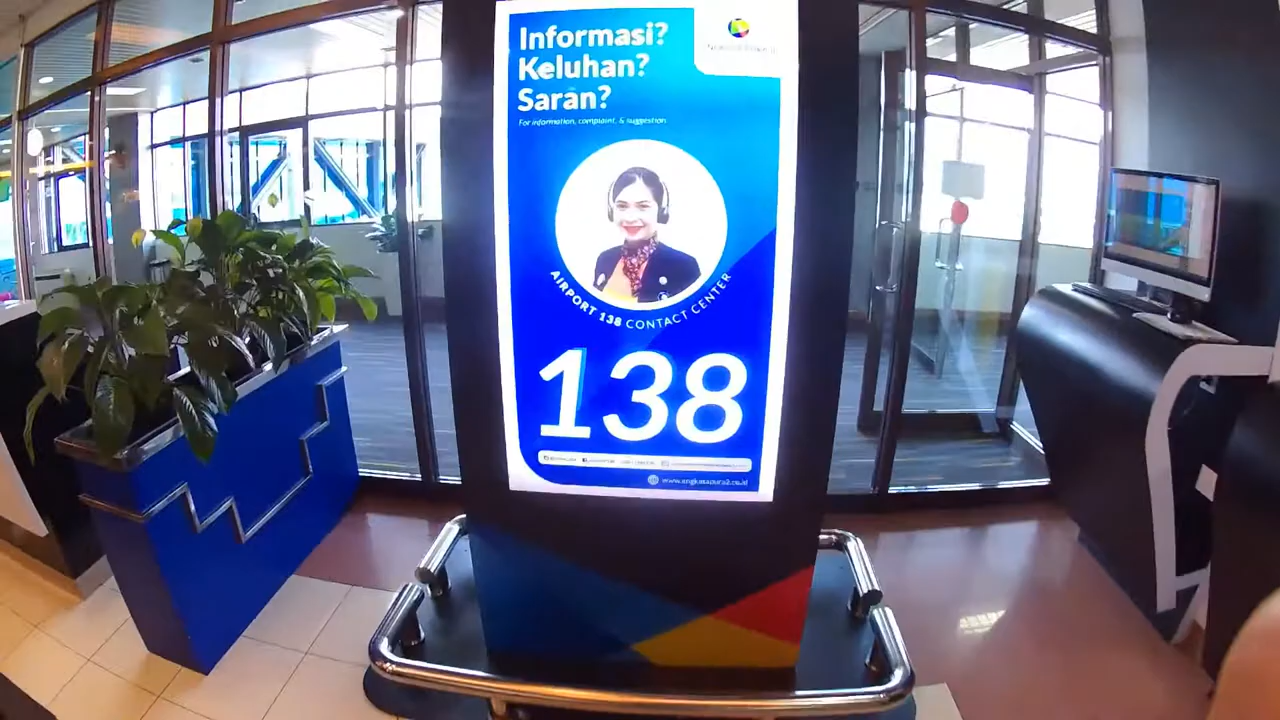 Informasi?
Keluhan?
Saran?
For information, complaint, & suggestion
AIRPORT 138 CONTACT CENTER
138
www.angkasapura2.co.id